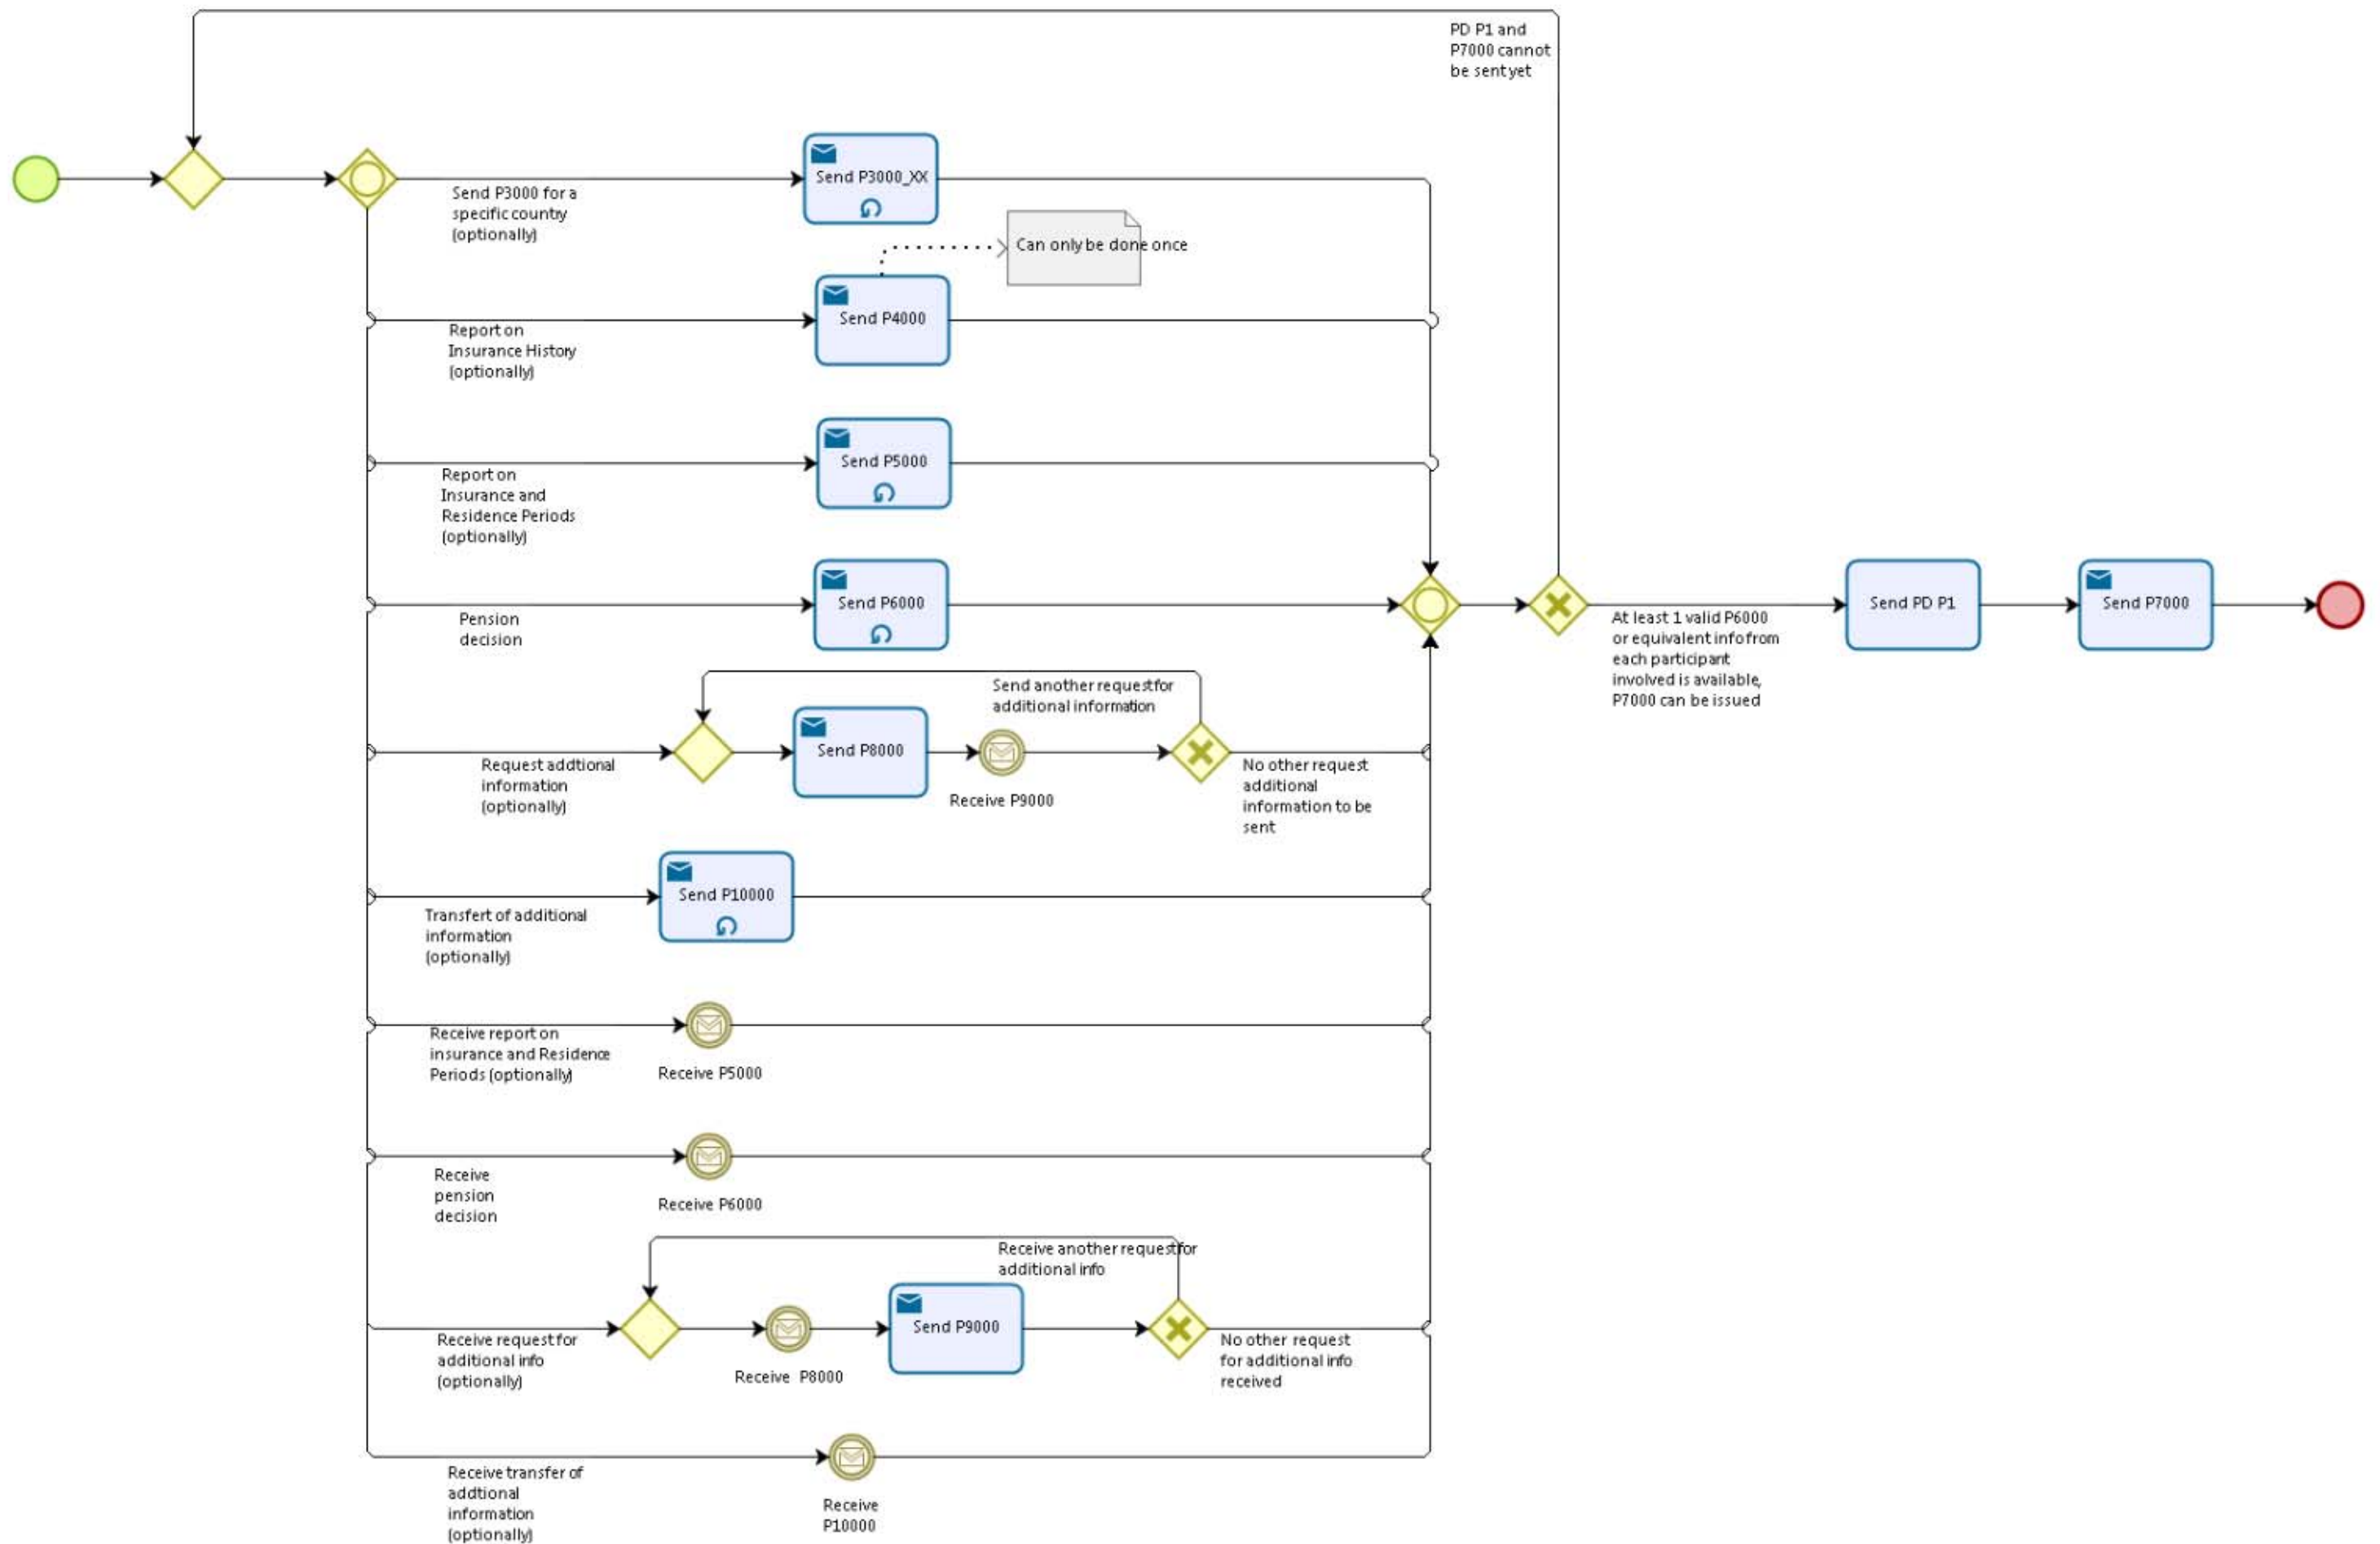 PD P1 and
P7000 cannot
be sent yet
Send P3000_XX
Send P3000 for a
specific country
(optionally)
Can only be done once
Send P4000
Report on
Insurance History
(optionally)
Send P5000
Report on
Insurance and
Residence Periods
(optionally)
Send P6000
Pension
decision
Send PD P1
Send P7000
At least 1 valid P6000
or equivalent info from
each participant
involved is available,
P7000 can be issued
Send another request for
additional information
Send P8000
Request addtional
information
(optionally)
Receive P9000
No other request
additional
information to be
sent
Send P10000
Transfert of additional
information
(optionally)
Receive report on
insurance and Residence
Periods (optionally)
Receive P5000
Receive
pension
decision
Receive P6000
Receive another request for
additional info
Send P9000
Receive request for
additional info
(optionally)
Receive P8000
No other request
for additional info
received
Receive transfer of
addtional
information
(optionally)
Receive
P10000